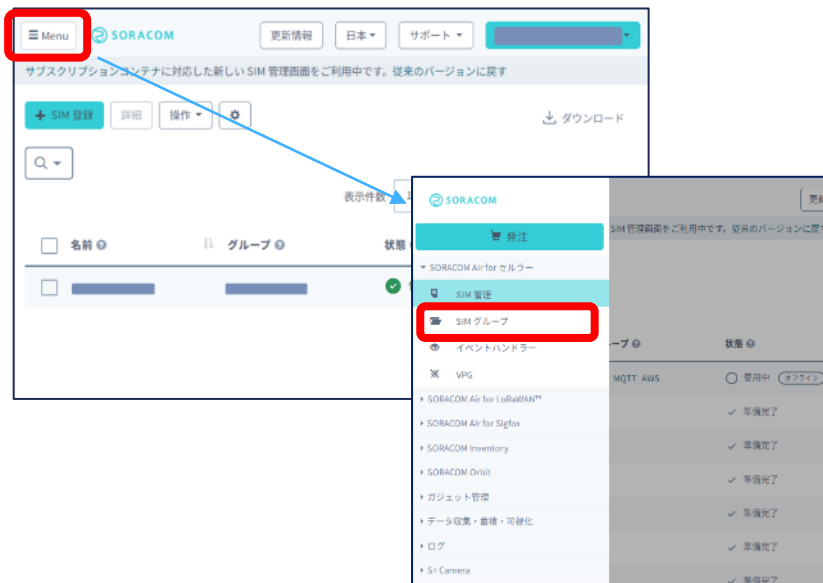 ☰ Menu
SORACOM
更新情報
日本
サポート
サブスクリプションコンテナに対応した新しい SIM 管理画面をご利用中です。従来のバージョンに戻す
+ SIM 登録
詳細
操作
ダウンロード
表示件数
名前
グループ
状態
SORACOM
発注
SORACOM Air for セルラー
SIM 管理
SIM グループ
イベントハンドラー
VPG
SORACOM Air for LoRaWAN™
SORACOM Air for Sigfox
SORACOM Inventory
SORACOM Orbit
ガジェット管理
データ収集・蓄積・可視化
ログ
S+ Camera
SIM 管理画面をご利用中です。従来のバージョンに戻
ープ
状態
MQTT AWS
使用中
オフライン
準備完了
準備完了
準備完了
準備完了
準備完了
準備完了